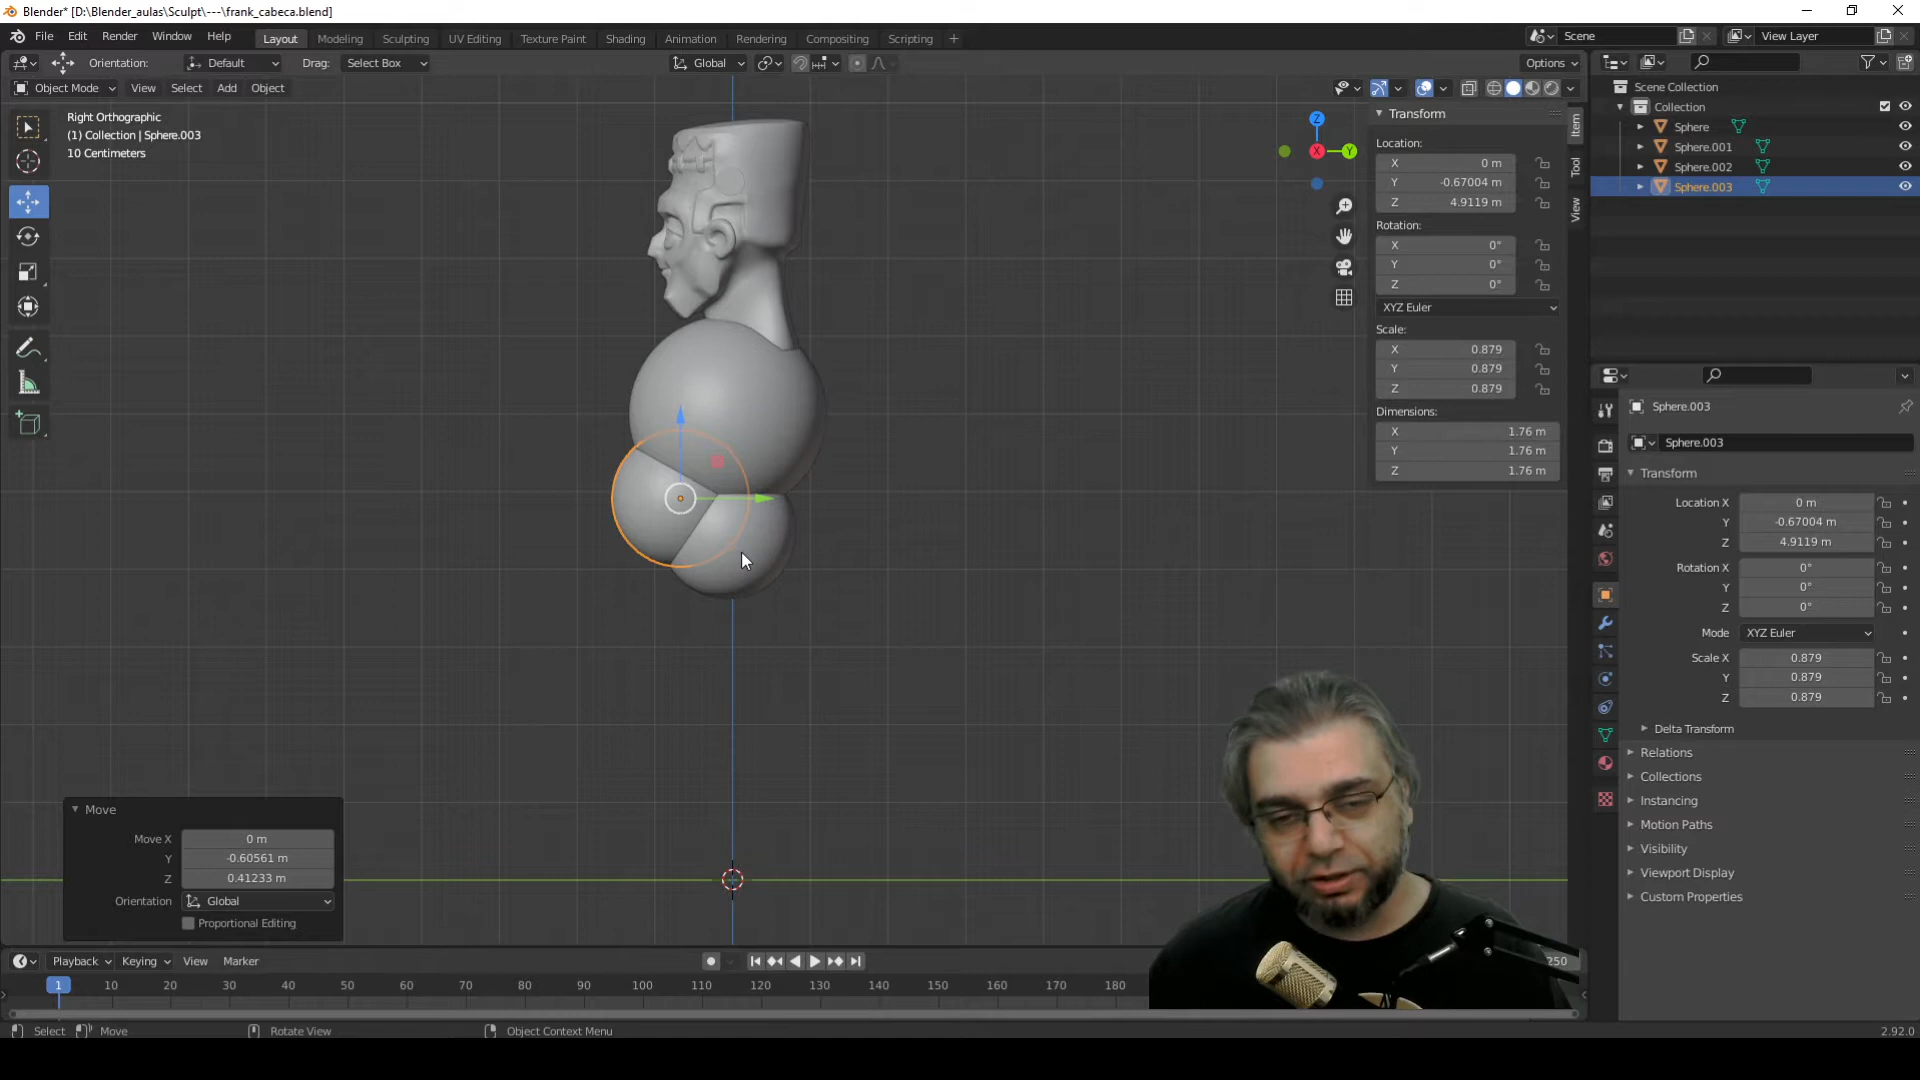 Blender* [D:\Blender_aulas\Sculpt\---\frank_cabeca.blend]
File Edit Render Window Help Layout Modeling Sculpting UV Editing Texture Paint Shading Animation Rendering Compositing Scripting + Scene View Layer
Orientation: Default Drag: Select Box Global Options
Object Mode View Select Add Object
Right Orthographic
(1) Collection | Sphere.003
10 Centimeters
Z
X
Y
Transform
Location:
X 0 m
Y -0.67004 m
Z 4.9119 m
Rotation:
X 0°
Y 0°
Z 0°
XYZ Euler
Scale:
X 0.879
Y 0.879
Z 0.879
Dimensions:
X 1.76 m
Y 1.76 m
Z 1.76 m
Item
Tool
View
Scene Collection
Collection
Sphere
Sphere.001
Sphere.002
Sphere.003
Sphere.003
Sphere.003
Transform
Location X 0 m
Y -0.67004 m
Z 4.9119 m
Rotation X 0°
Y 0°
Z 0°
Mode XYZ Euler
Scale X 0.879
Y 0.879
Z 0.879
Delta Transform
Relations
Collections
Instancing
Motion Paths
Visibility
Viewport Display
Custom Properties
Move
Move X 0 m
Y -0.60561 m
Z 0.41233 m
Orientation Global
Proportional Editing
Playback Keying View Marker 250
1 10 20 30 40 50 60 70 80 90 100 110 120 130 140 150 160 170 180
Select Move Rotate View Object Context Menu 2.92.0